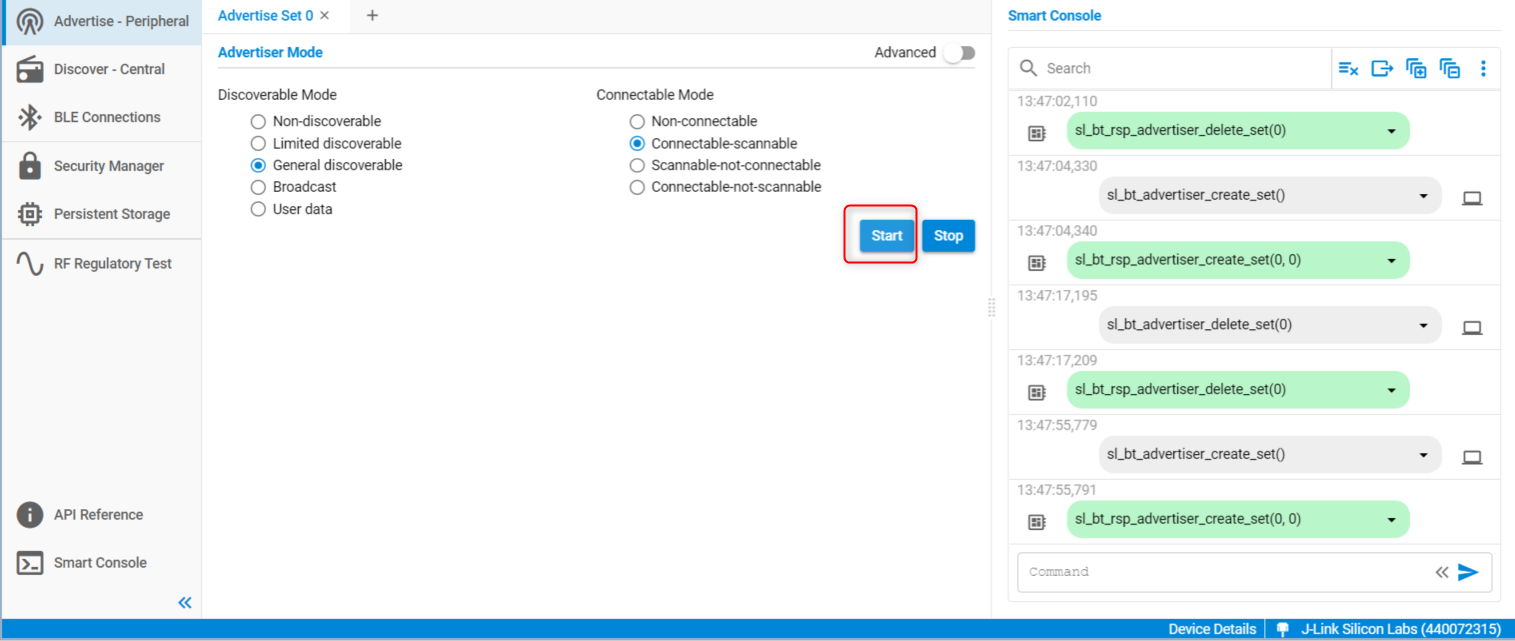 Advertise - Peripheral
Discover - Central
BLE Connections
Security Manager
Persistent Storage
RF Regulatory Test
API Reference
Smart Console
Advertise Set 0
Advertiser Mode
Advanced
Discoverable Mode
Non-discoverable
Limited discoverable
General discoverable
Broadcast
User data
Connectable Mode
Non-connectable
Connectable-scannable
Scannable-not-connectable
Connectable-not-scannable
Start
Stop
Smart Console
Search
13:47:02,110
sl_bt_rsp_advertiser_delete_set(0)
13:47:04,330
sl_bt_advertiser_create_set()
13:47:04,340
sl_bt_rsp_advertiser_create_set(0, 0)
13:47:17,195
sl_bt_advertiser_delete_set(0)
13:47:17,209
sl_bt_rsp_advertiser_delete_set(0)
13:47:55,779
sl_bt_advertiser_create_set()
13:47:55,791
sl_bt_rsp_advertiser_create_set(0, 0)
Command
Device Details
J-Link Silicon Labs (440072315)